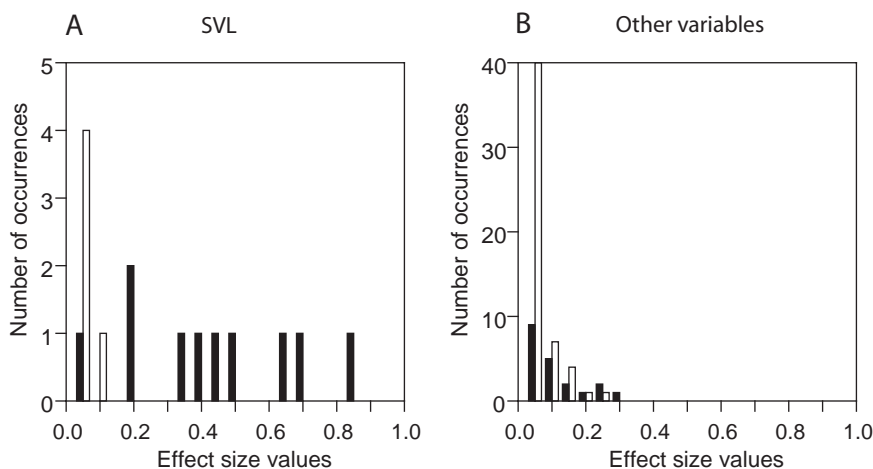 A SVL
5
4
3
2
1
0
Number of occurrences
0.0 0.2 0.4 0.6 0.8 1.0
Effect size values
B Other variables
40
30
20
10
0
Number of occurrences
0.0 0.2 0.4 0.6 0.8 1.0
Effect size values